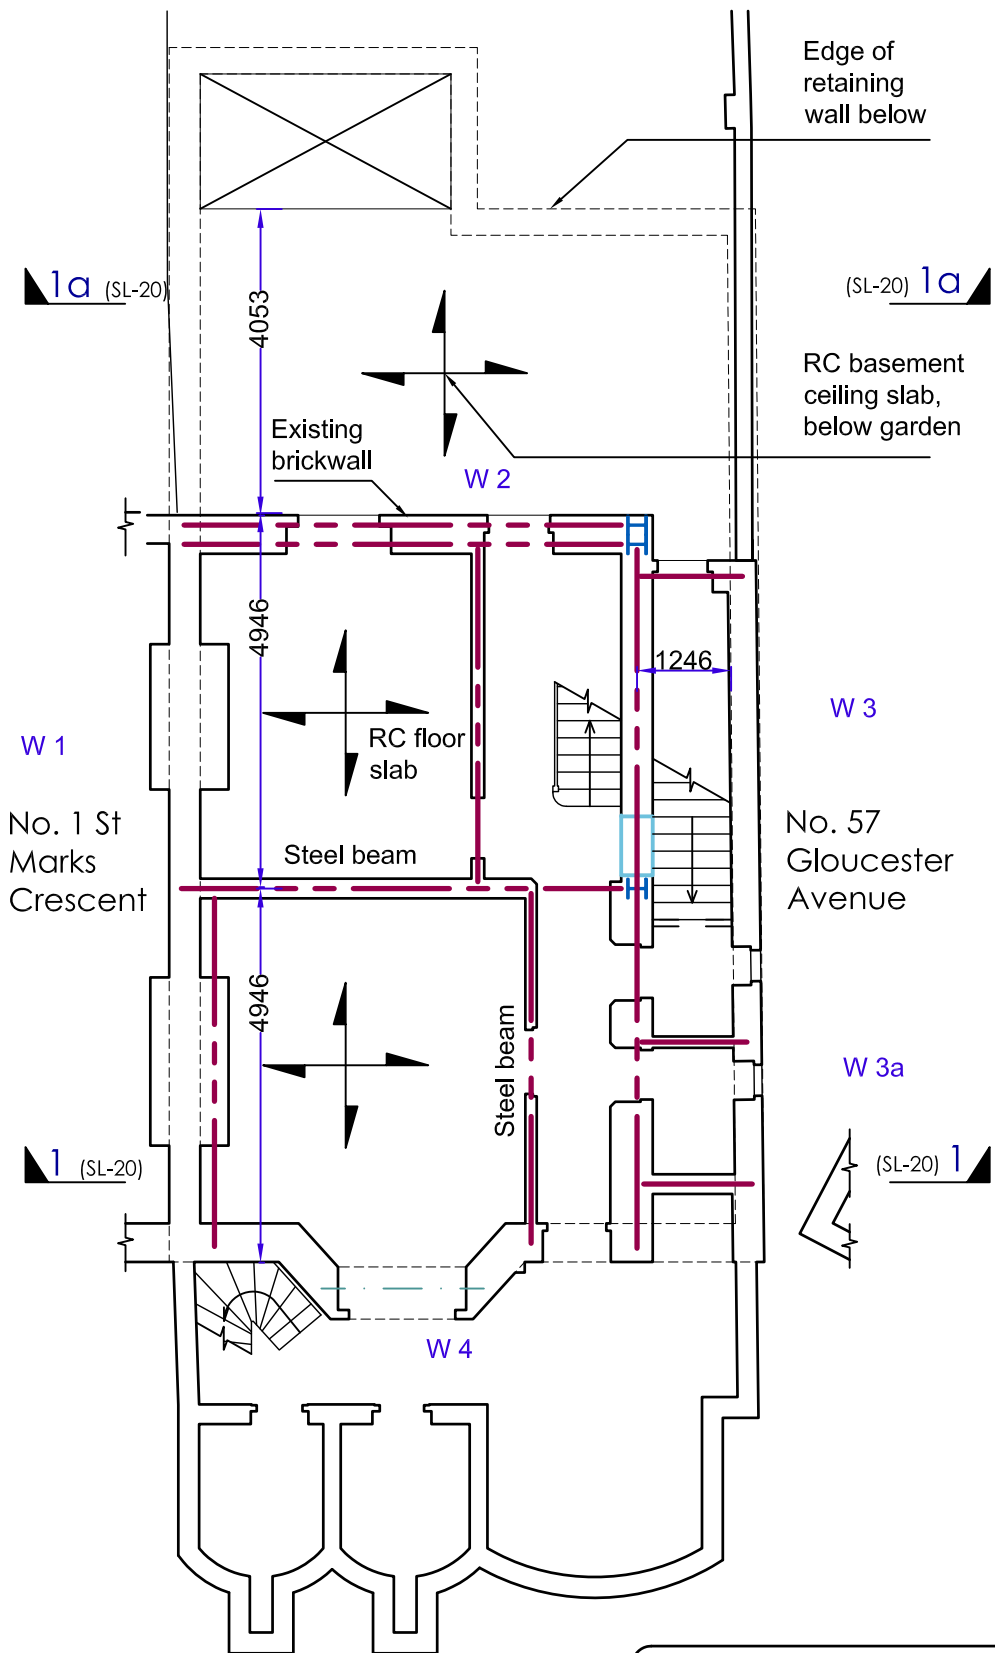 Edge of
retaining
wall below
1a (SL-20)
(SL-20) 1a
4053
RC basement
ceiling slab,
below garden
Existing
brickwall
W 2
4946
1246
W 3
RC floor
slab
W 1
No. 1 St
Marks
Crescent
No. 57
Gloucester
Avenue
Steel beam
4946
Steel beam
W 3a
1 (SL-20)
(SL-20) 1
W 4